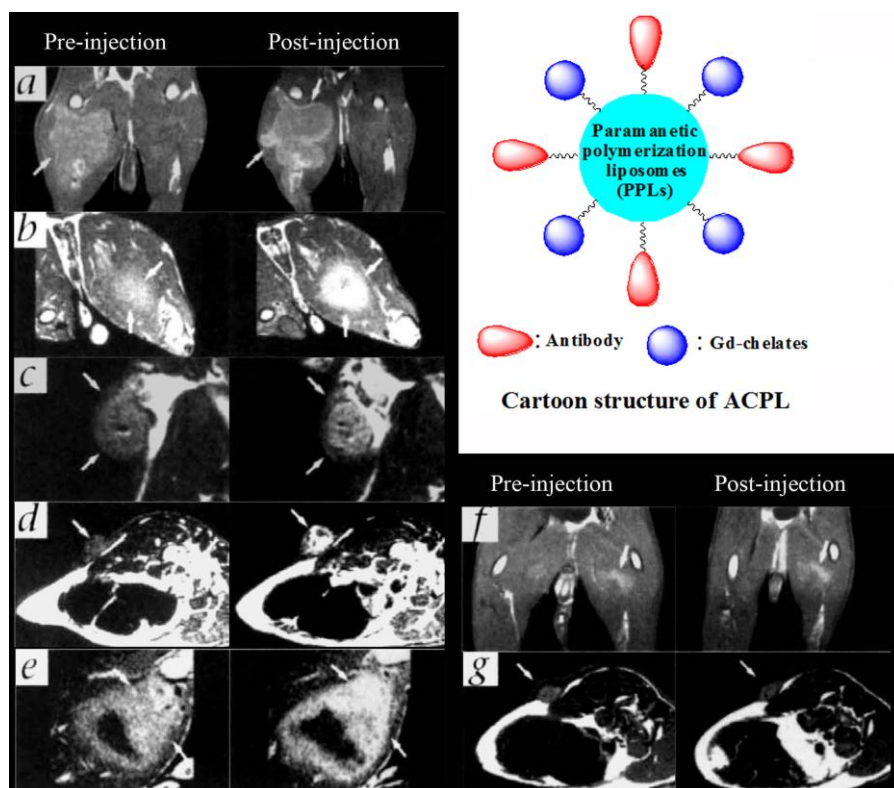 Pre-injection Post-injection
a
b
c
d
e
Paramanetic
polymerization
liposomes
(PPLs)
: Antibody : Gd-chelates
Cartoon structure of ACPL
Pre-injection Post-injection
f
g